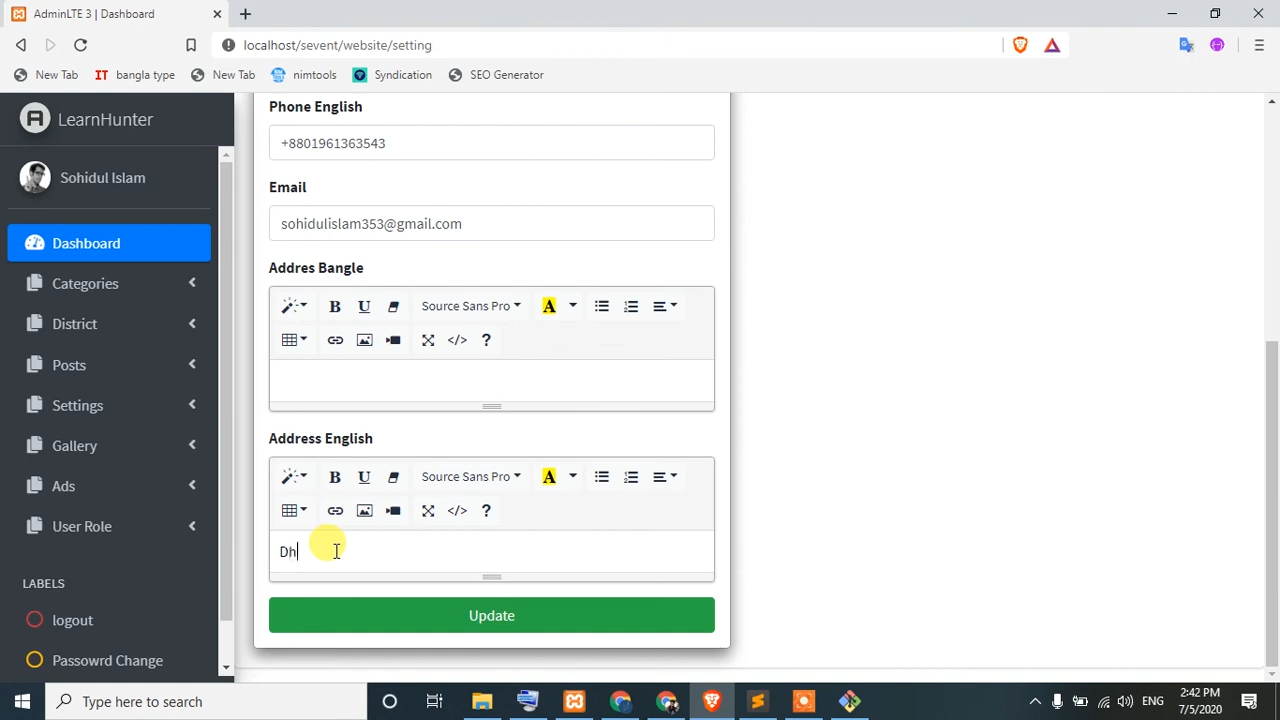 AdminLTE 3 | Dashboard
localhost/sevent/website/setting
New Tab
bangla type
New Tab
nimtools
Syndication
SEO Generator
LearnHunter
Sohidul Islam
Dashboard
Categories
District
Posts
Settings
Gallery
Ads
User Role
LABELS
logout
Passowrd Change
Phone English
+8801961363543
Email
sohidulislam353@gmail.com
Addres Bangle
B U Source Sans Pro A
</> ?
Address English
B U Source Sans Pro A
</> ?
Dh
Update
Type here to search
ENG
2:42 PM
7/5/2020